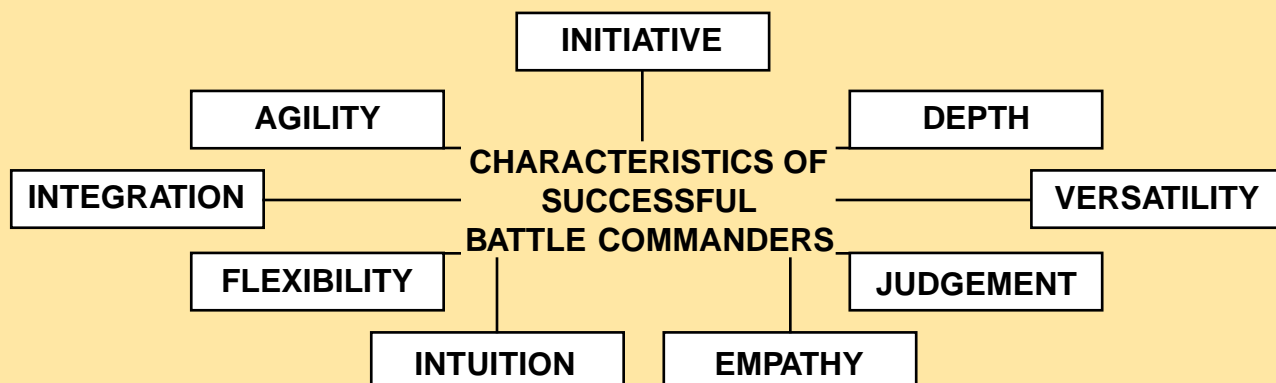 INITIATIVE
AGILITY
DEPTH
CHARACTERISTICS OF
SUCCESSFUL
BATTLE COMMANDERS
INTEGRATION
VERSATILITY
FLEXIBILITY
JUDGEMENT
INTUITION
EMPATHY